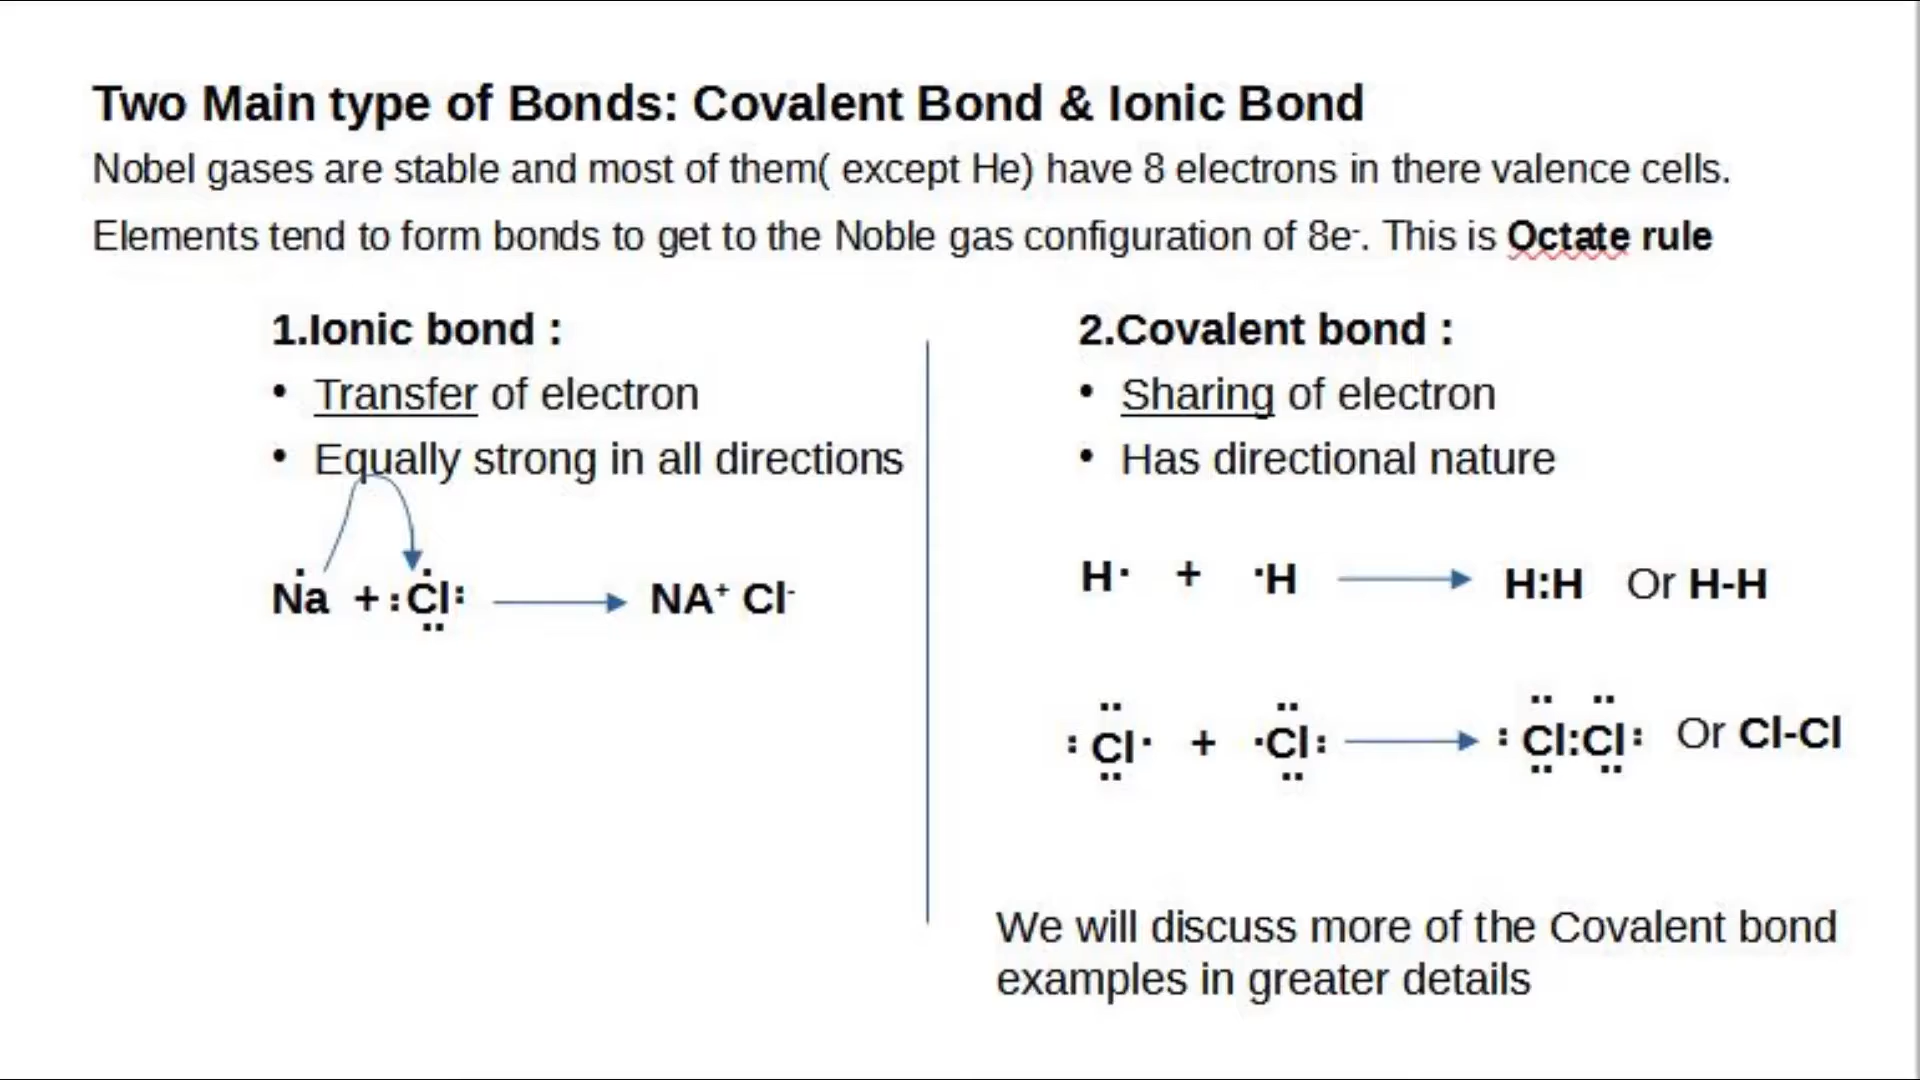 Two Main type of Bonds: Covalent Bond & Ionic Bond
Nobel gases are stable and most of them( except He) have 8 electrons in there valence cells.
Elements tend to form bonds to get to the Noble gas configuration of 8e-. This is Octate rule
1.Ionic bond :
• Transfer of electron
• Equally strong in all directions
Na + :Cl: NA+ Cl-
2.Covalent bond :
• Sharing of electron
• Has directional nature
H· + ·H H:H Or H-H
:Cl· + ·Cl: :Cl:Cl: Or Cl-Cl
We will discuss more of the Covalent bond
examples in greater details